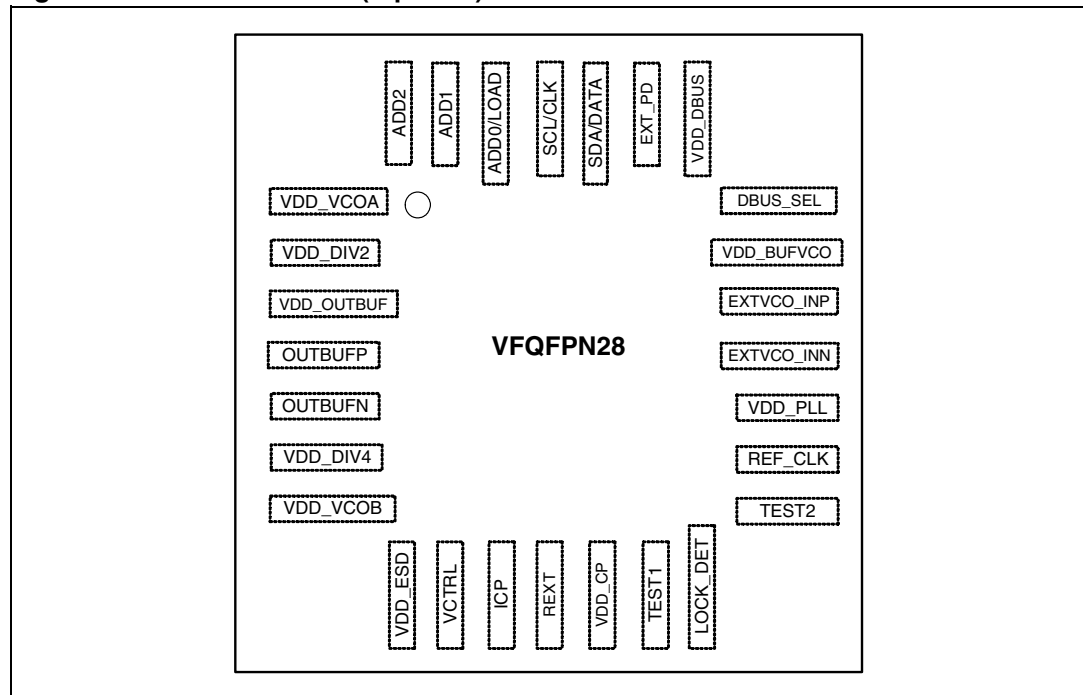 ADD2
ADD1
ADD0/LOAD
SCL/CLK
SDA/DATA
EXT_PD
VDD_DBUS
VDD_VCOA
DBUS_SEL
VDD_DIV2
VDD_BUFVCO
VDD_OUTBUF
EXTVCO_INP
VFQFPN28
OUTBUFP
EXTVCO_INN
OUTBUFN
VDD_PLL
VDD_DIV4
REF_CLK
VDD_VCOB
TEST2
VDD_ESD
VCTRL
ICP
REXT
VDD_CP
TEST1
LOCK_DET